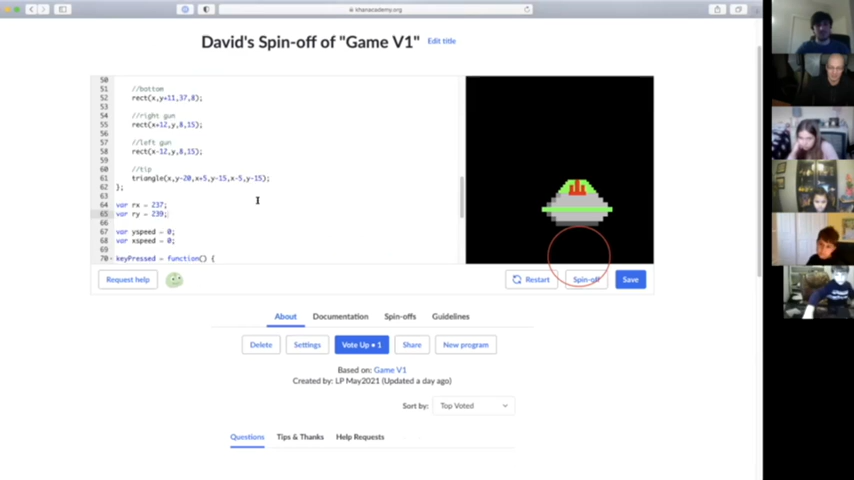 khanacademy.org
David's Spin-off of "Game V1" Edit title
50
51 //bottom
52 rect(x,y+11,37,8);
53
54 //right gun
55 rect(x+12,y,8,15);
56
57 //left gun
58 rect(x-12,y,8,15);
59
60 //tip
61 triangle(x,y-20,x+5,y-15,x-5,y-15);
62 };
63
64 var rx = 237;
65 var ry = 239;
66
67 var yspeed = 0;
68 var xspeed = 0;
69
70 keyPressed = function() {
Request help
Restart Spin-off Save
About Documentation Spin-offs Guidelines
Delete Settings Vote Up • 1 Share New program
Based on: Game V1
Created by: LP May2021 (Updated a day ago)
Sort by: Top Voted
Questions Tips & Thanks Help Requests